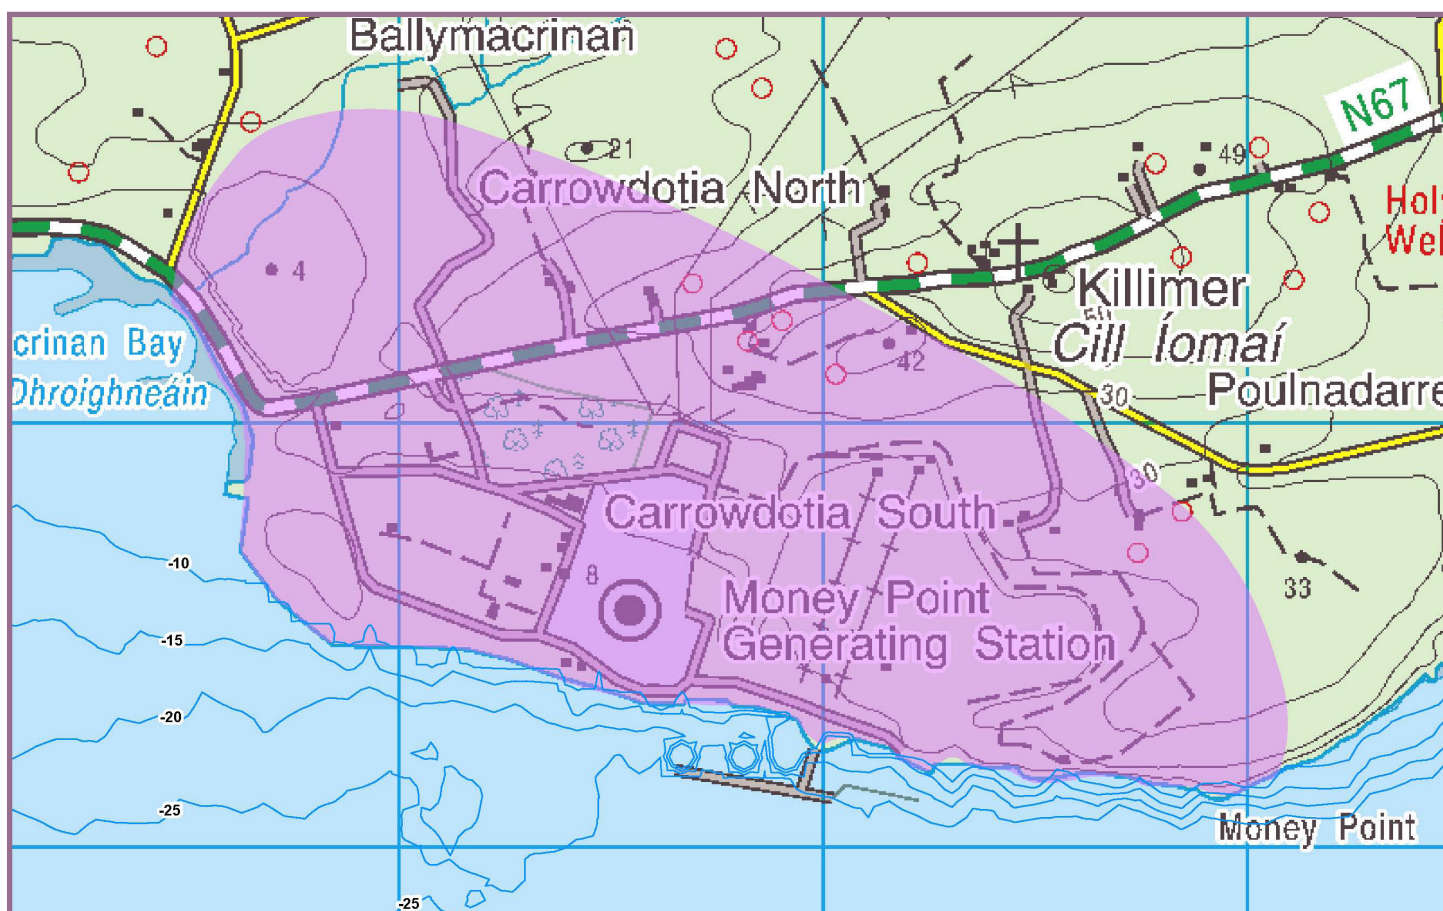 Ballymacrinan
N67
21
49
Carrowdotia North
Hol
Wel
4
Killimer
50
Cill Íomaí
crinan Bay
42
Dhroighneáin
30
Poulnadarre
30
Carrowdotia South
-10
8
33
Money Point
Generating Station
-15
-20
-25
Money Point
-25